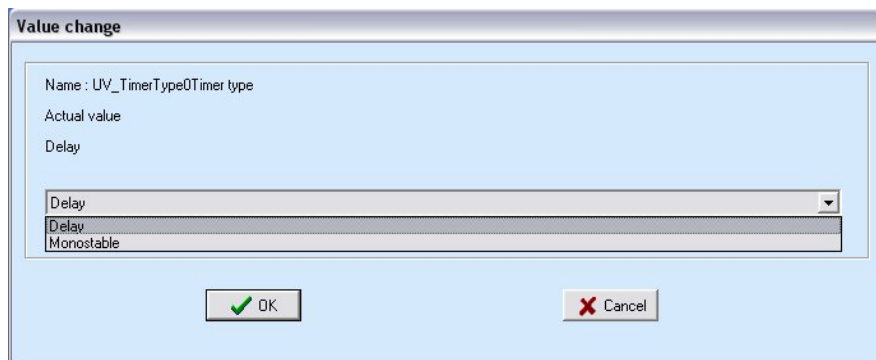 Value change
Name : UV_TimerType0Timer type
Actual value
Delay
Delay
Delay
Monostable
OK
Cancel